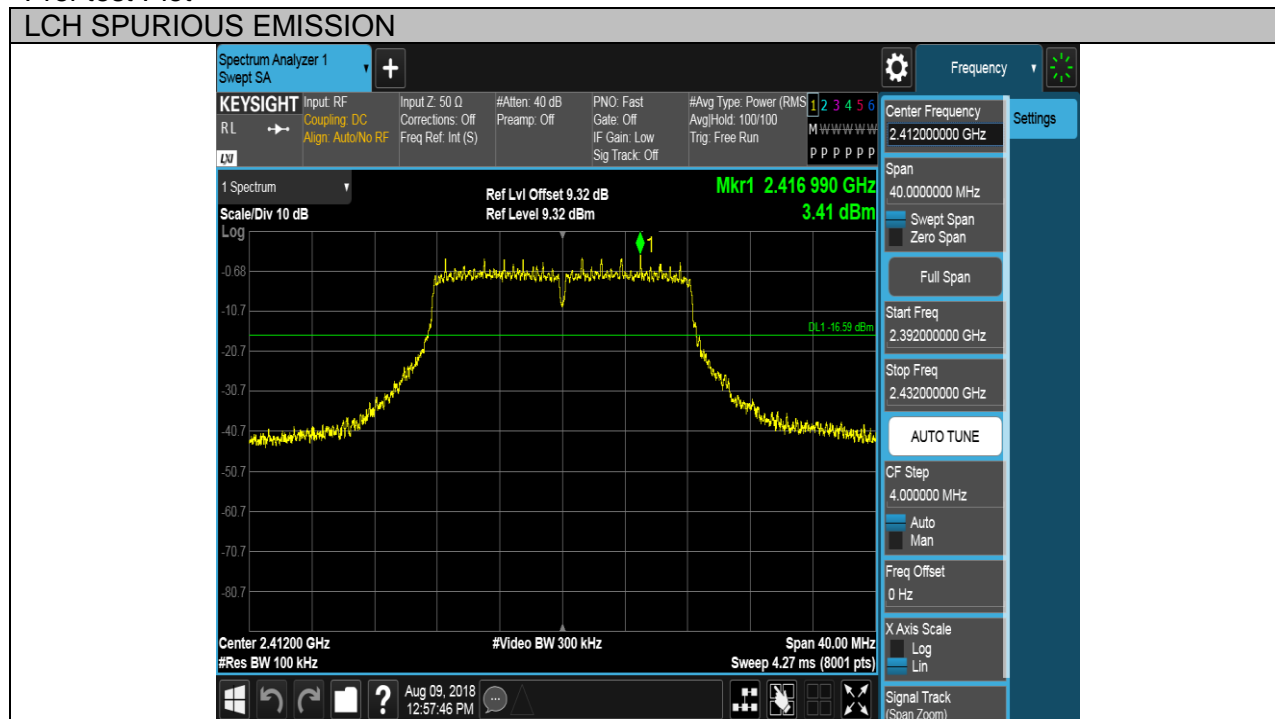 LCH SPURIOUS EMISSION
Spectrum Analyzer 1
Swept SA
Frequency
KEYSIGHT
RL
LXI
Input: RF
Coupling: DC
Align: Auto/No RF
Input Z: 50 Ω
Corrections: Off
Freq Ref: Int (S)
#Atten: 40 dB
Preamp: Off
PNO: Fast
Gate: Off
IF Gain: Low
Sig Track: Off
#Avg Type: Power (RMS
Avg|Hold: 100/100
Trig: Free Run
1 2 3 4 5 6
M W W W W W
P P P P P P
1 Spectrum
Scale/Div 10 dB
Log
Ref Lvl Offset 9.32 dB
Ref Level 9.32 dBm
Mkr1 2.416 990 GHz
3.41 dBm
1
-0.68
-10.7
DL1 -16.59 dBm
-20.7
-30.7
-40.7
-50.7
-60.7
-70.7
-80.7
Center 2.41200 GHz
#Res BW 100 kHz
#Video BW 300 kHz
Span 40.00 MHz
Sweep 4.27 ms (8001 pts)
Aug 09, 2018
12:57:46 PM
Center Frequency
2.412000000 GHz
Settings
Span
40.0000000 MHz
Swept Span
Zero Span
Full Span
Start Freq
2.392000000 GHz
Stop Freq
2.432000000 GHz
AUTO TUNE
CF Step
4.000000 MHz
Auto
Man
Freq Offset
0 Hz
X Axis Scale
Log
Lin
Signal Track
(Span Zoom)